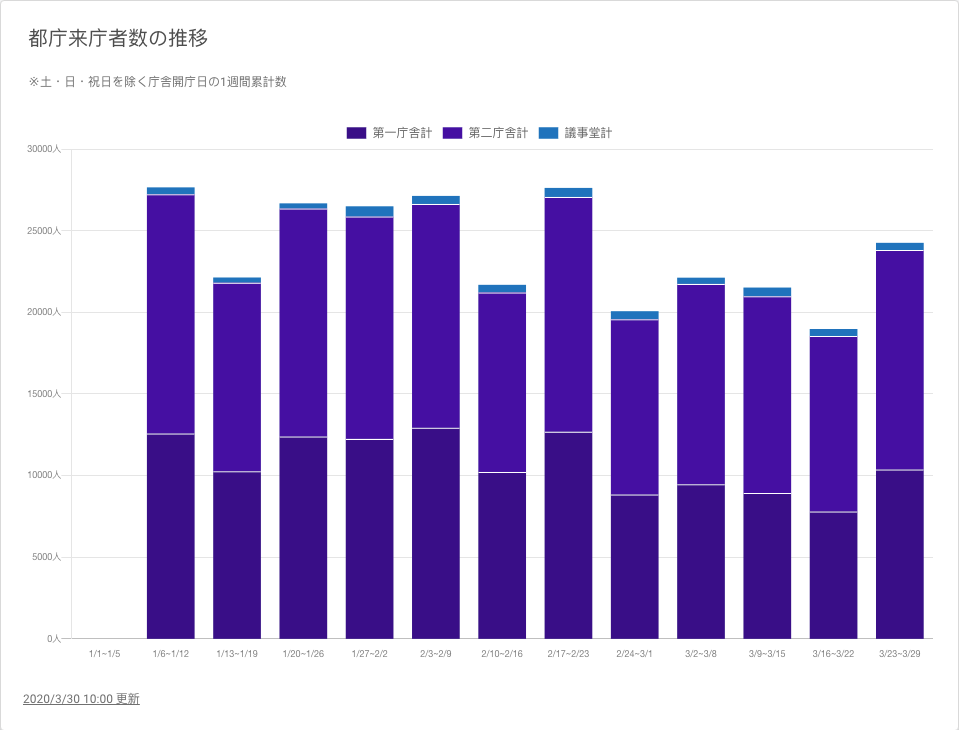 都庁来庁者数の推移
※土・日・祝日を除く庁舎開庁日の1週間累計数
第一庁舎計 第二庁舎計 議事堂計
30000人
25000人
20000人
15000人
10000人
5000人
0人
1/1~1/5 1/6~1/12 1/13~1/19 1/20~1/26 1/27~2/2 2/3~2/9 2/10~2/16 2/17~2/23 2/24~3/1 3/2~3/8 3/9~3/15 3/16~3/22 3/23~3/29
2020/3/30 10:00 更新